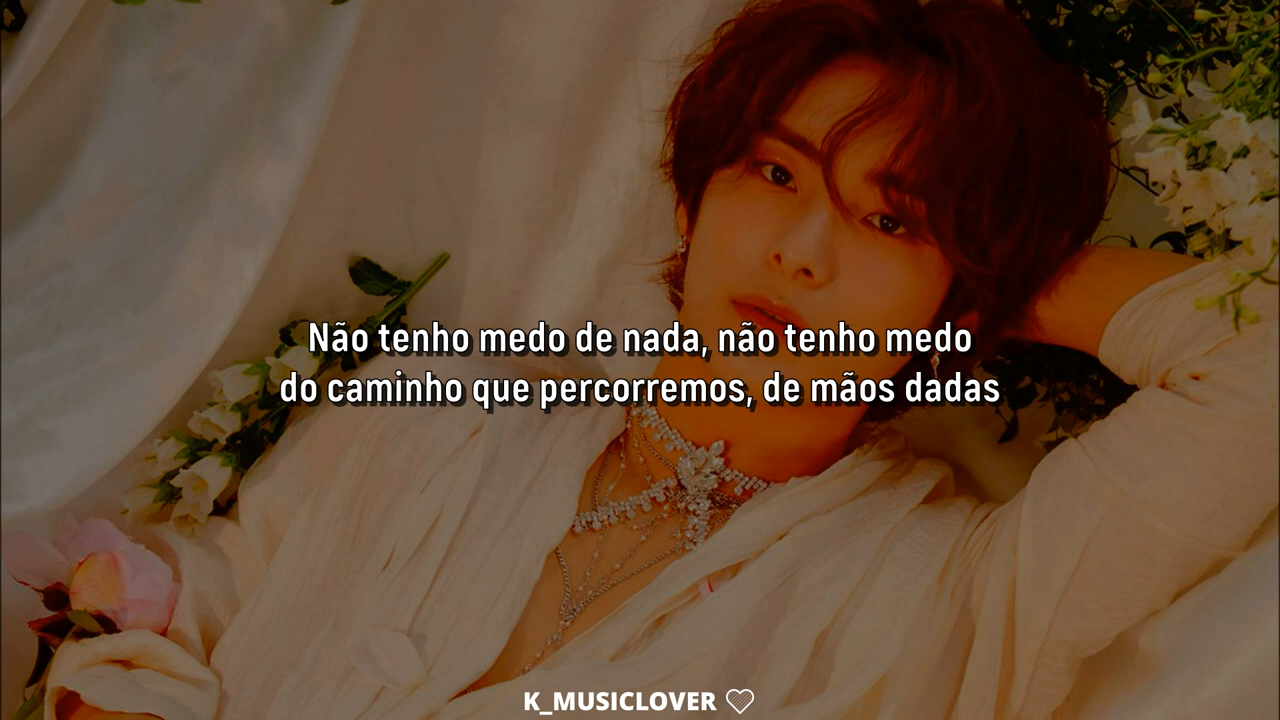 Não tenho medo de nada, não tenho medo
do caminho que percorremos, de mãos dadas
K_MUSICLOVER ♡